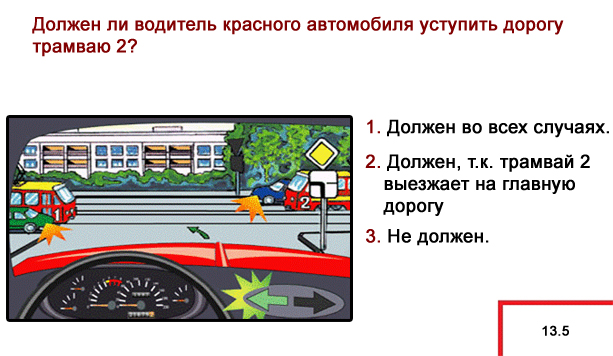 Должен ли водитель красного автомобиля уступить дорогу
трамваю 2?
1. Должен во всех случаях.
2. Должен, т.к. трамвай 2
выезжает на главную
дорогу
3. Не должен.
1
2
13.5